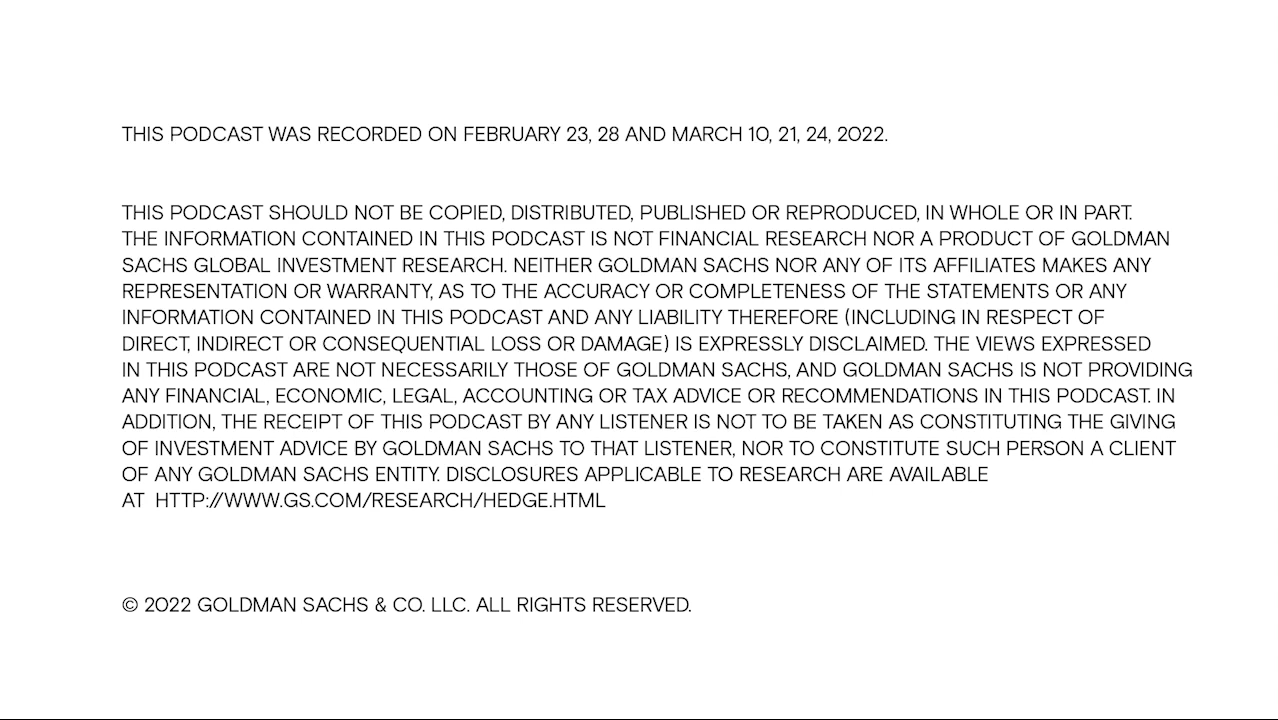 THIS PODCAST WAS RECORDED ON FEBRUARY 23, 28 AND MARCH 10, 21, 24, 2022.
THIS PODCAST SHOULD NOT BE COPIED, DISTRIBUTED, PUBLISHED OR REPRODUCED, IN WHOLE OR IN PART.
THE INFORMATION CONTAINED IN THIS PODCAST IS NOT FINANCIAL RESEARCH NOR A PRODUCT OF GOLDMAN
SACHS GLOBAL INVESTMENT RESEARCH. NEITHER GOLDMAN SACHS NOR ANY OF ITS AFFILIATES MAKES ANY
REPRESENTATION OR WARRANTY, AS TO THE ACCURACY OR COMPLETENESS OF THE STATEMENTS OR ANY
INFORMATION CONTAINED IN THIS PODCAST AND ANY LIABILITY THEREFORE (INCLUDING IN RESPECT OF
DIRECT, INDIRECT OR CONSEQUENTIAL LOSS OR DAMAGE) IS EXPRESSLY DISCLAIMED. THE VIEWS EXPRESSED
IN THIS PODCAST ARE NOT NECESSARILY THOSE OF GOLDMAN SACHS, AND GOLDMAN SACHS IS NOT PROVIDING
ANY FINANCIAL, ECONOMIC, LEGAL, ACCOUNTING OR TAX ADVICE OR RECOMMENDATIONS IN THIS PODCAST. IN
ADDITION, THE RECEIPT OF THIS PODCAST BY ANY LISTENER IS NOT TO BE TAKEN AS CONSTITUTING THE GIVING
OF INVESTMENT ADVICE BY GOLDMAN SACHS TO THAT LISTENER, NOR TO CONSTITUTE SUCH PERSON A CLIENT
OF ANY GOLDMAN SACHS ENTITY. DISCLOSURES APPLICABLE TO RESEARCH ARE AVAILABLE
AT HTTP://WWW.GS.COM/RESEARCH/HEDGE.HTML
© 2022 GOLDMAN SACHS & CO. LLC. ALL RIGHTS RESERVED.